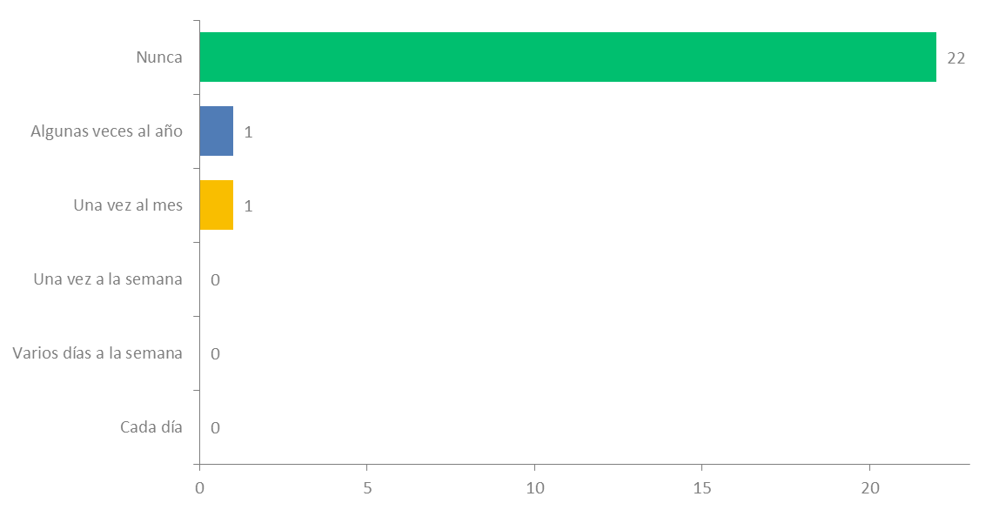 Nunca 22
Algunas veces al año 1
Una vez al mes 1
Una vez a la semana 0
Varios días a la semana 0
Cada día 0
0 5 10 15 20